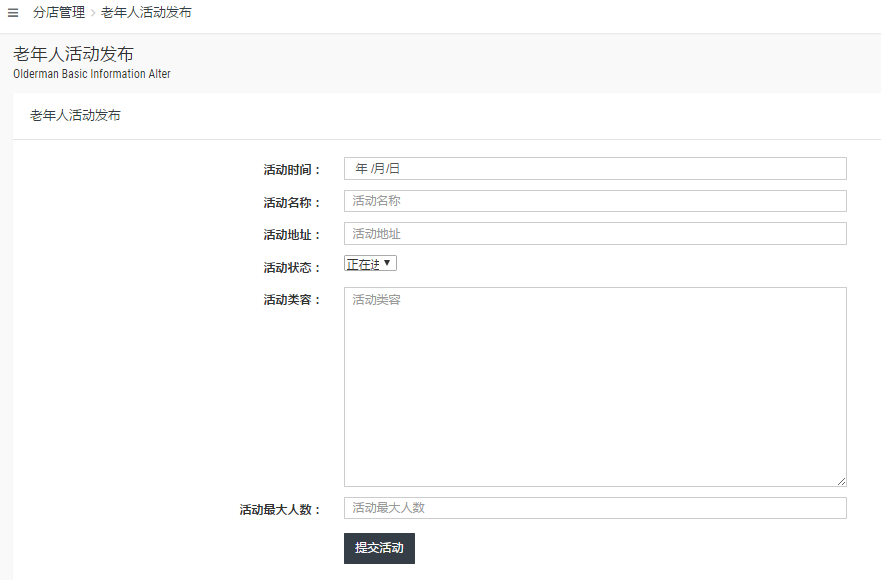 分店管理 > 老年人活动发布
老年人活动发布
Olderman Basic Information Alter
老年人活动发布
活动时间： 年 /月/日
活动名称： 活动名称
活动地址： 活动地址
活动状态： 正在
活动类容： 活动类容
活动最大人数： 活动最大人数
提交活动